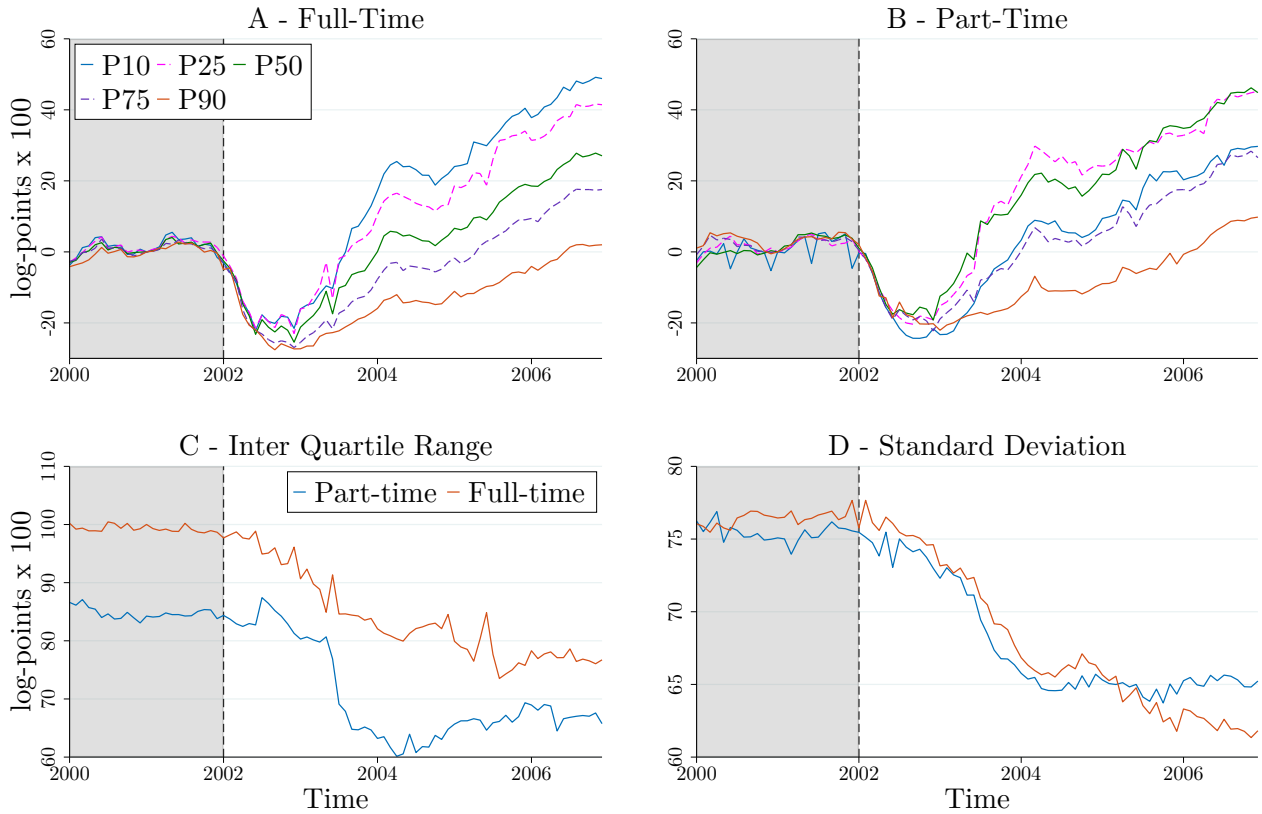 A - Full-Time
B - Part-Time
P10 P25 P50
P75 P90
log-points x 100
60
40
20
0
-20
2000 2002 2004 2006
60
40
20
0
-20
2000 2002 2004 2006
C - Inter Quartile Range
D - Standard Deviation
Part-time Full-time
log-points x 100
110
100
90
80
70
60
2000 2002 2004 2006
Time
80
75
70
65
60
2000 2002 2004 2006
Time